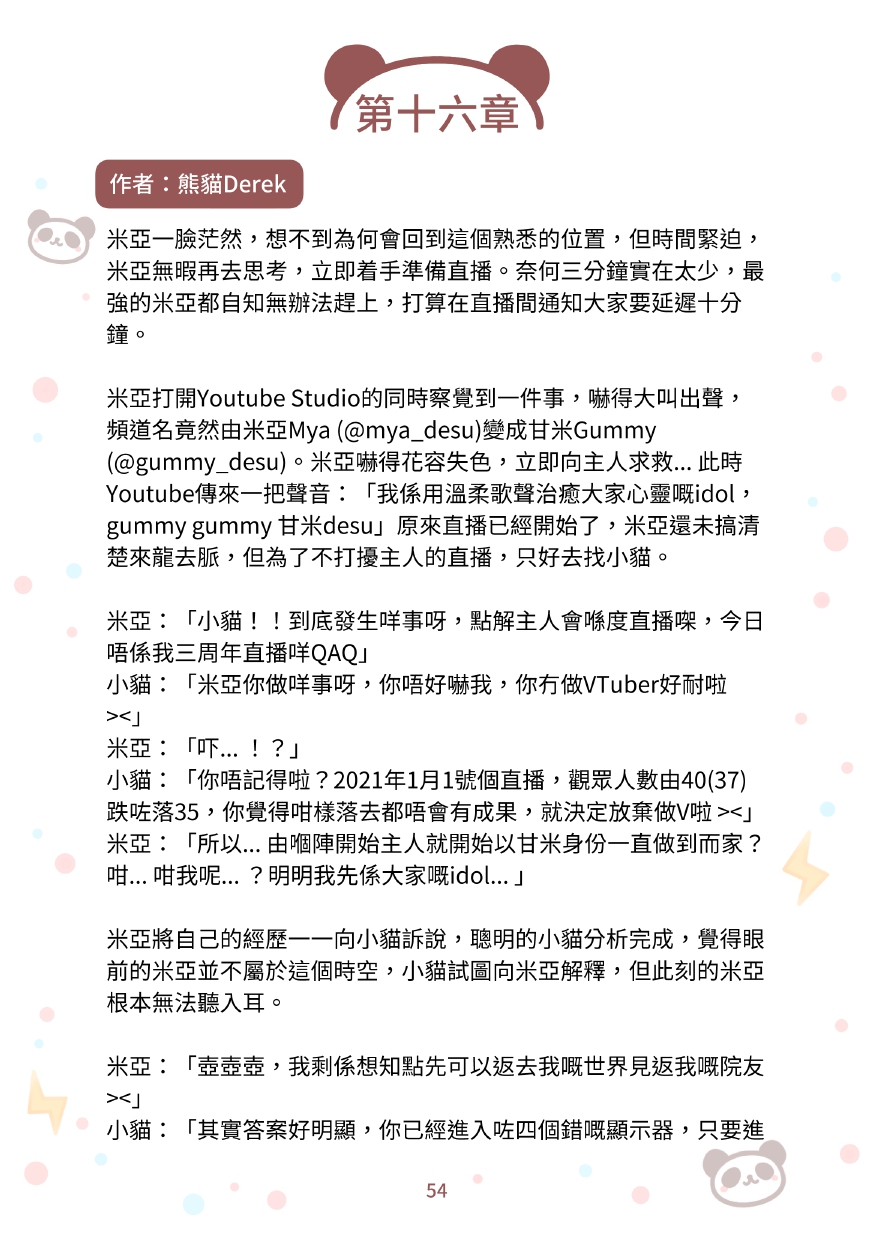 第十六章
作者：熊貓Derek
米亞一臉茫然，想不到為何會回到這個熟悉的位置，但時間緊迫，
米亞無暇再去思考，立即着手準備直播。奈何三分鐘實在太少，最
強的米亞都自知無辦法趕上，打算在直播間通知大家要延遲十分
鐘。
米亞打開Youtube Studio的同時察覺到一件事，嚇得大叫出聲，
頻道名竟然由米亞Mya (@mya_desu)變成甘米Gummy
(@gummy_desu)。米亞嚇得花容失色，立即向主人求救... 此時
Youtube傳來一把聲音：「我係用溫柔歌聲治癒大家心靈嘅idol，
gummy gummy 甘米desu」原來直播已經開始了，米亞還未搞清
楚來龍去脈，但為了不打擾主人的直播，只好去找小貓。
米亞：「小貓！！到底發生咩事呀，點解主人會喺度直播㗎，今日
唔係我三周年直播咩QAQ」
小貓：「米亞你做咩事呀，你唔好嚇我，你冇做VTuber好耐啦
><」
米亞：「吓... ！？」
小貓：「你唔記得啦？2021年1月1號個直播，觀眾人數由40(37)
跌咗落35，你覺得咁樣落去都唔會有成果，就決定放棄做V啦 ><」
米亞：「所以... 由嗰陣開始主人就開始以甘米身份一直做到而家？
咁... 咁我呢... ？明明我先係大家嘅idol... 」
米亞將自己的經歷一一向小貓訴說，聰明的小貓分析完成，覺得眼
前的米亞並不屬於這個時空，小貓試圖向米亞解釋，但此刻的米亞
根本無法聽入耳。
米亞：「壺壺壺，我剩係想知點先可以返去我嘅世界見返我嘅院友
><」
小貓：「其實答案好明顯，你已經進入咗四個錯嘅顯示器，只要進
54